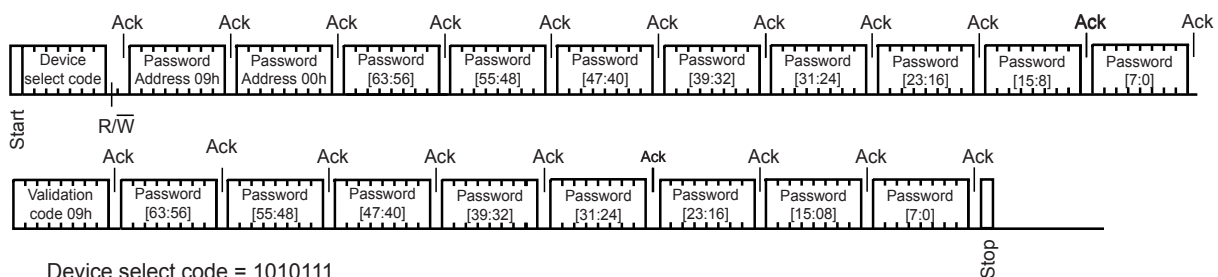 Ack Ack Ack Ack Ack Ack Ack Ack Ack Ack Ack
Device select code Password Address 09h Password Address 00h Password [63:56] Password [55:48] Password [47:40] Password [39:32] Password [31:24] Password [23:16] Password [15:8] Password [7:0]
Start R/W̅
Ack Ack Ack Ack Ack Ack Ack Ack Ack
Validation code 09h Password [63:56] Password [55:48] Password [47:40] Password [39:32] Password [31:24] Password [23:16] Password [15:08] Password [7:0]
Stop
Device select code = 1010111